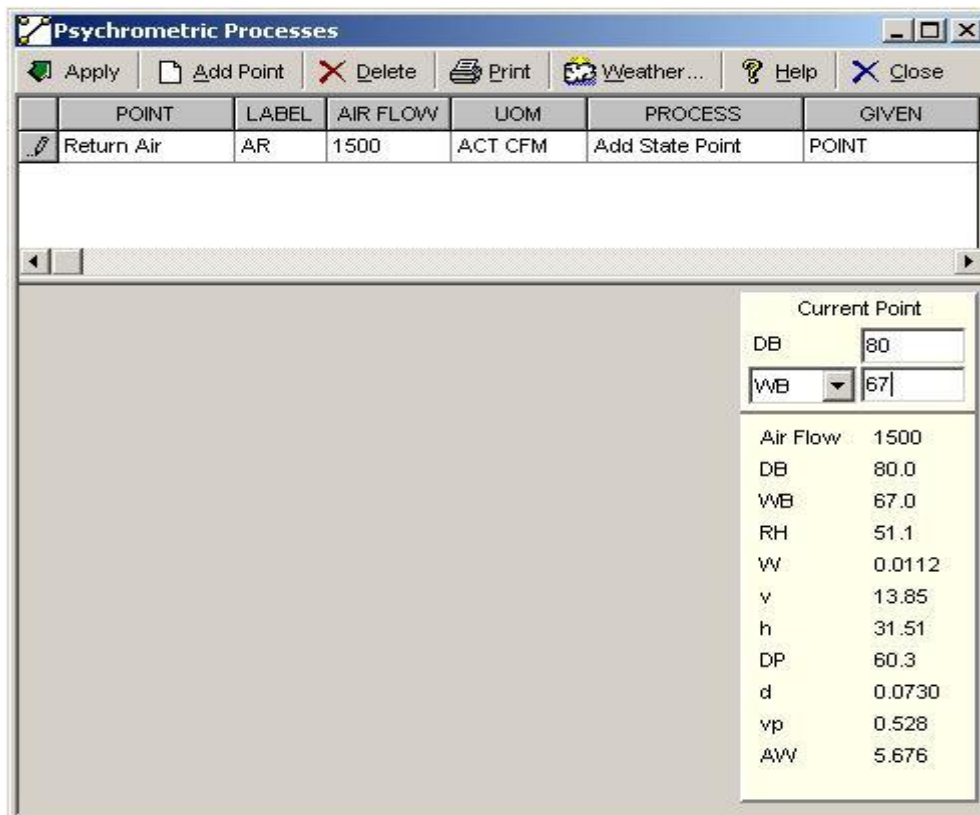 Psychrometric Processes
Apply Add Point Delete Print Weather... Help Close
POINT LABEL AIR FLOW UOM PROCESS GIVEN
Return Air AR 1500 ACT CFM Add State Point POINT
Current Point
DB 80
WB 67
Air Flow 1500
DB 80.0
WB 67.0
RH 51.1
W 0.0112
v 13.85
h 31.51
DP 60.3
d 0.0730
vp 0.528
AW 5.676